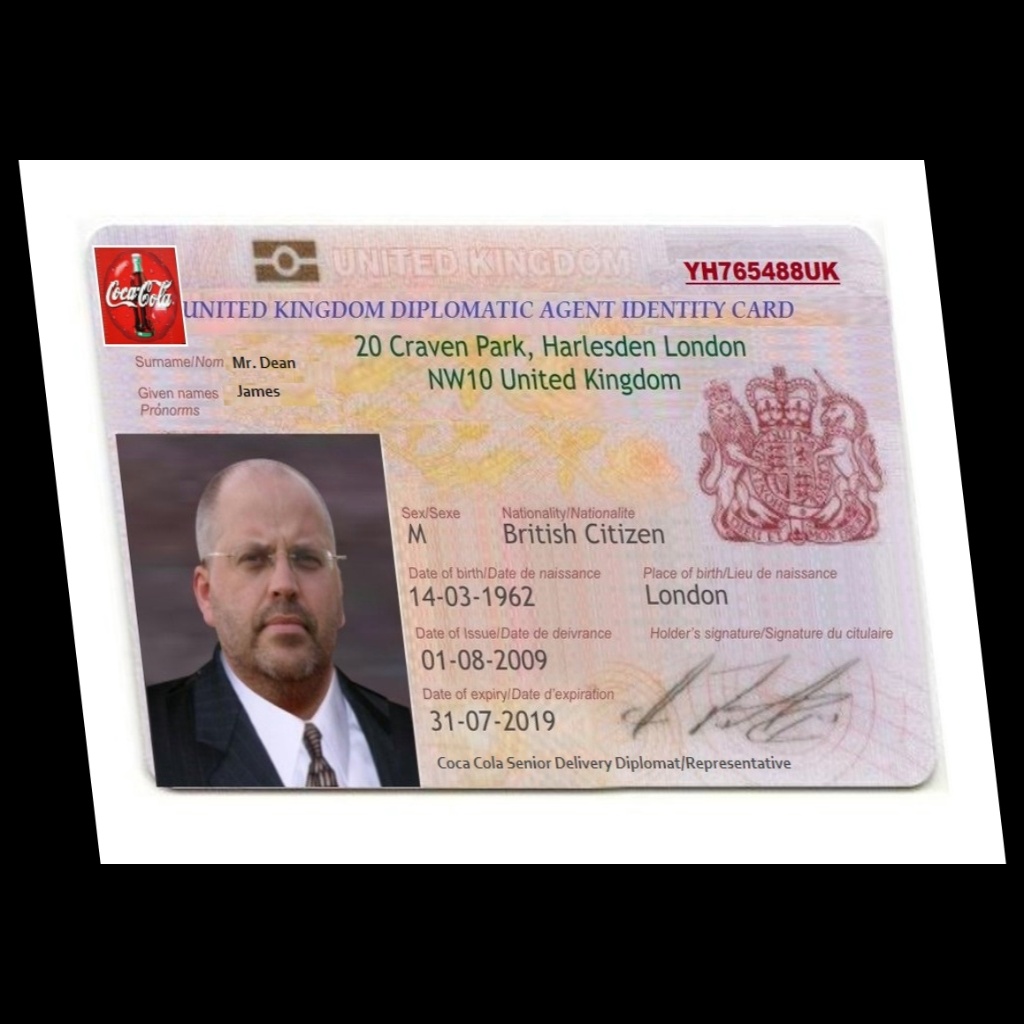 UNITED KINGDOM
YH765488UK
Coca-Cola
UNITED KINGDOM DIPLOMATIC AGENT IDENTITY CARD
20 Craven Park, Harlesden London
NW10 United Kingdom
Surname/Nom Mr. Dean
Given names James
Prónorms
Sex/Sexe Nationality/Nationalite
M British Citizen
Date of birth/Date de naissance Place of birth/Lieu de naissance
14-03-1962 London
Date of Issue/Date de deivrance Holder's signature/Signature du citulaire
01-08-2009
Date of expiry/Date d'expiration
31-07-2019
Coca Cola Senior Delivery Diplomat/Representative